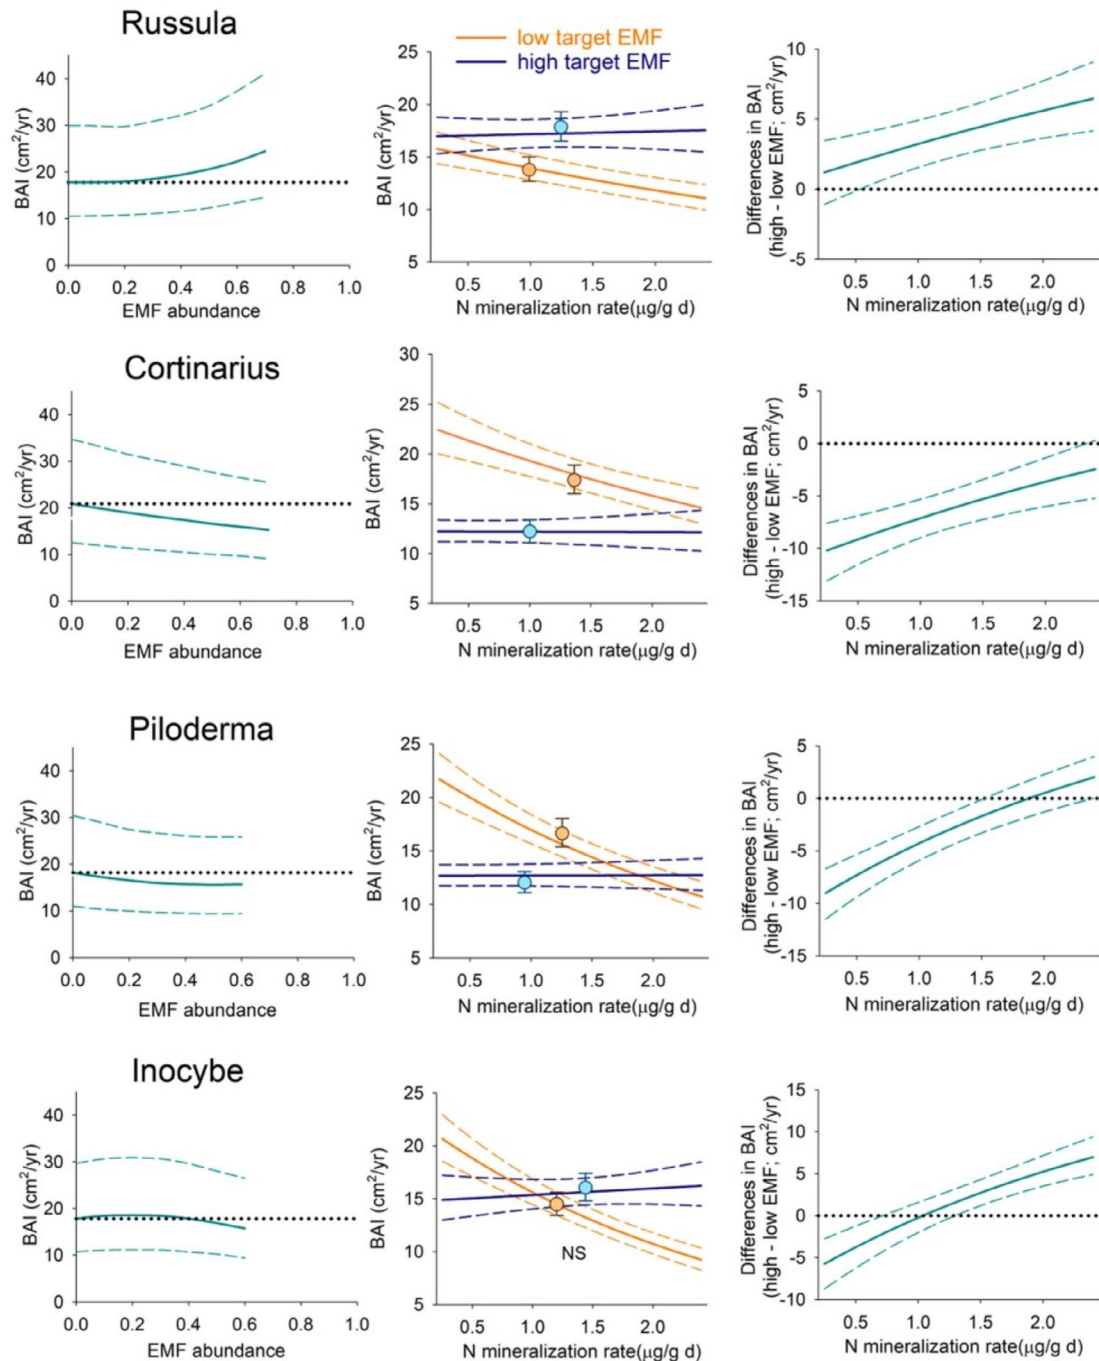 Russula
low target EMF
high target EMF
BAI (cm²/yr)
40
30
20
10
0
0.0 0.2 0.4 0.6 0.8 1.0
EMF abundance
BAI (cm²/yr)
25
20
15
10
5
0.5 1.0 1.5 2.0
N mineralization rate(µg/g d)
Differences in BAI
(high - low EMF; cm²/yr)
10
5
0
-5
0.5 1.0 1.5 2.0
N mineralization rate(µg/g d)
Cortinarius
BAI (cm²/yr)
40
30
20
10
0
0.0 0.2 0.4 0.6 0.8 1.0
EMF abundance
BAI (cm²/yr)
30
25
20
15
10
5
0.5 1.0 1.5 2.0
N mineralization rate(µg/g d)
Differences in BAI
(high - low EMF; cm²/yr)
5
0
-5
-10
-15
0.5 1.0 1.5 2.0
N mineralization rate(µg/g d)
Piloderma
BAI (cm²/yr)
40
30
20
10
0
0.0 0.2 0.4 0.6 0.8 1.0
EMF abundance
BAI (cm²/yr)
25
20
15
10
5
0.5 1.0 1.5 2.0
N mineralization rate(µg/g d)
Differences in BAI
(high - low EMF; cm²/yr)
5
0
-5
-10
-15
0.5 1.0 1.5 2.0
N mineralization rate(µg/g d)
Inocybe
BAI (cm²/yr)
40
30
20
10
0
0.0 0.2 0.4 0.6 0.8 1.0
EMF abundance
BAI (cm²/yr)
25
20
15
10
5
NS
0.5 1.0 1.5 2.0
N mineralization rate(µg/g d)
Differences in BAI
(high - low EMF; cm²/yr)
15
10
5
0
-5
-10
0.5 1.0 1.5 2.0
N mineralization rate(µg/g d)